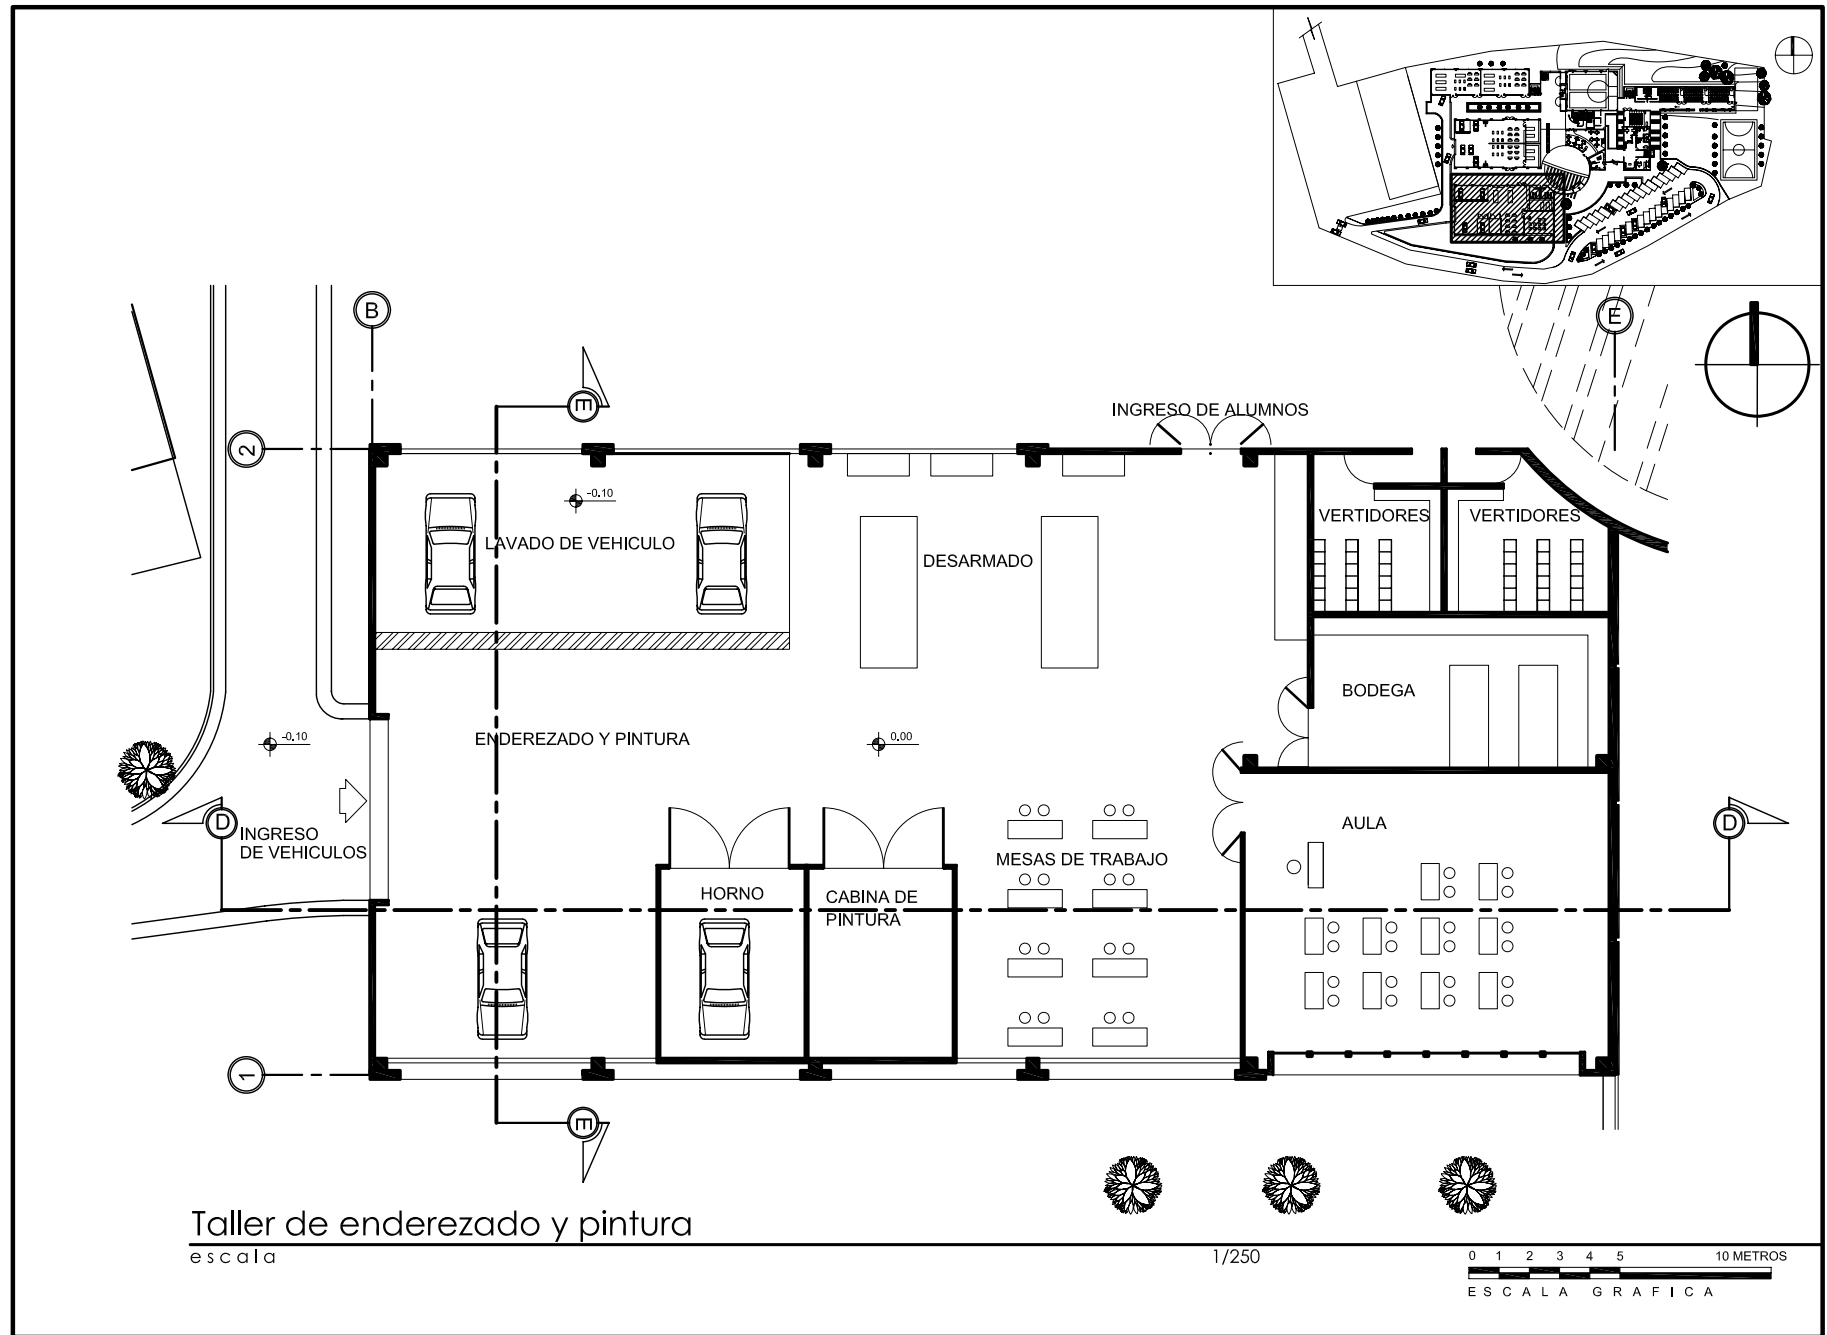 B
E
E
2
INGRESO DE ALUMNOS
-0.10
LAVADO DE VEHICULO
DESARMADO
VERTIDORES
VERTIDORES
BODEGA
ENDEREZADO Y PINTURA
-0.10
0.00
D
INGRESO
DE VEHICULOS
AULA
D
MESAS DE TRABAJO
HORNO
CABINA DE
PINTURA
1
E
Taller de enderezado y pintura
escala
1/250
0 1 2 3 4 5 10 METROS
ESCALA GRAFICA